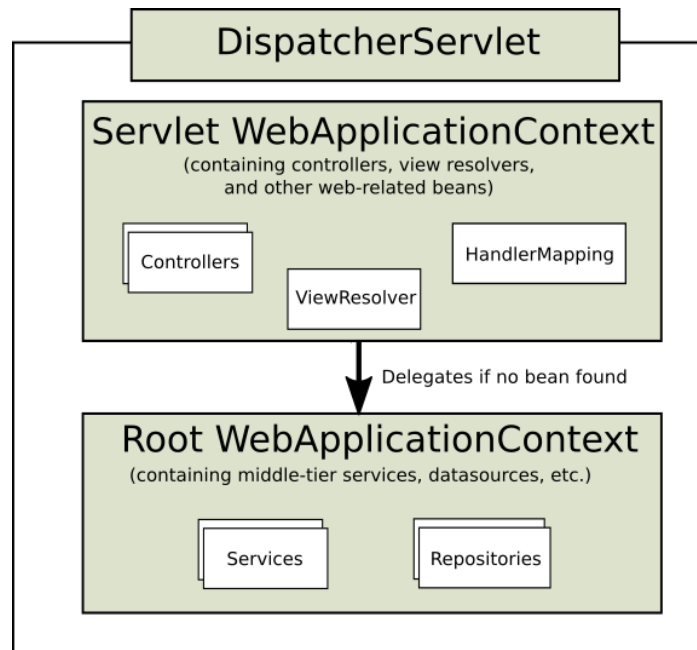 DispatcherServlet
Servlet WebApplicationContext
(containing controllers, view resolvers,
and other web-related beans)
Controllers
HandlerMapping
ViewResolver
Delegates if no bean found
Root WebApplicationContext
(containing middle-tier services, datasources, etc.)
Services
Repositories